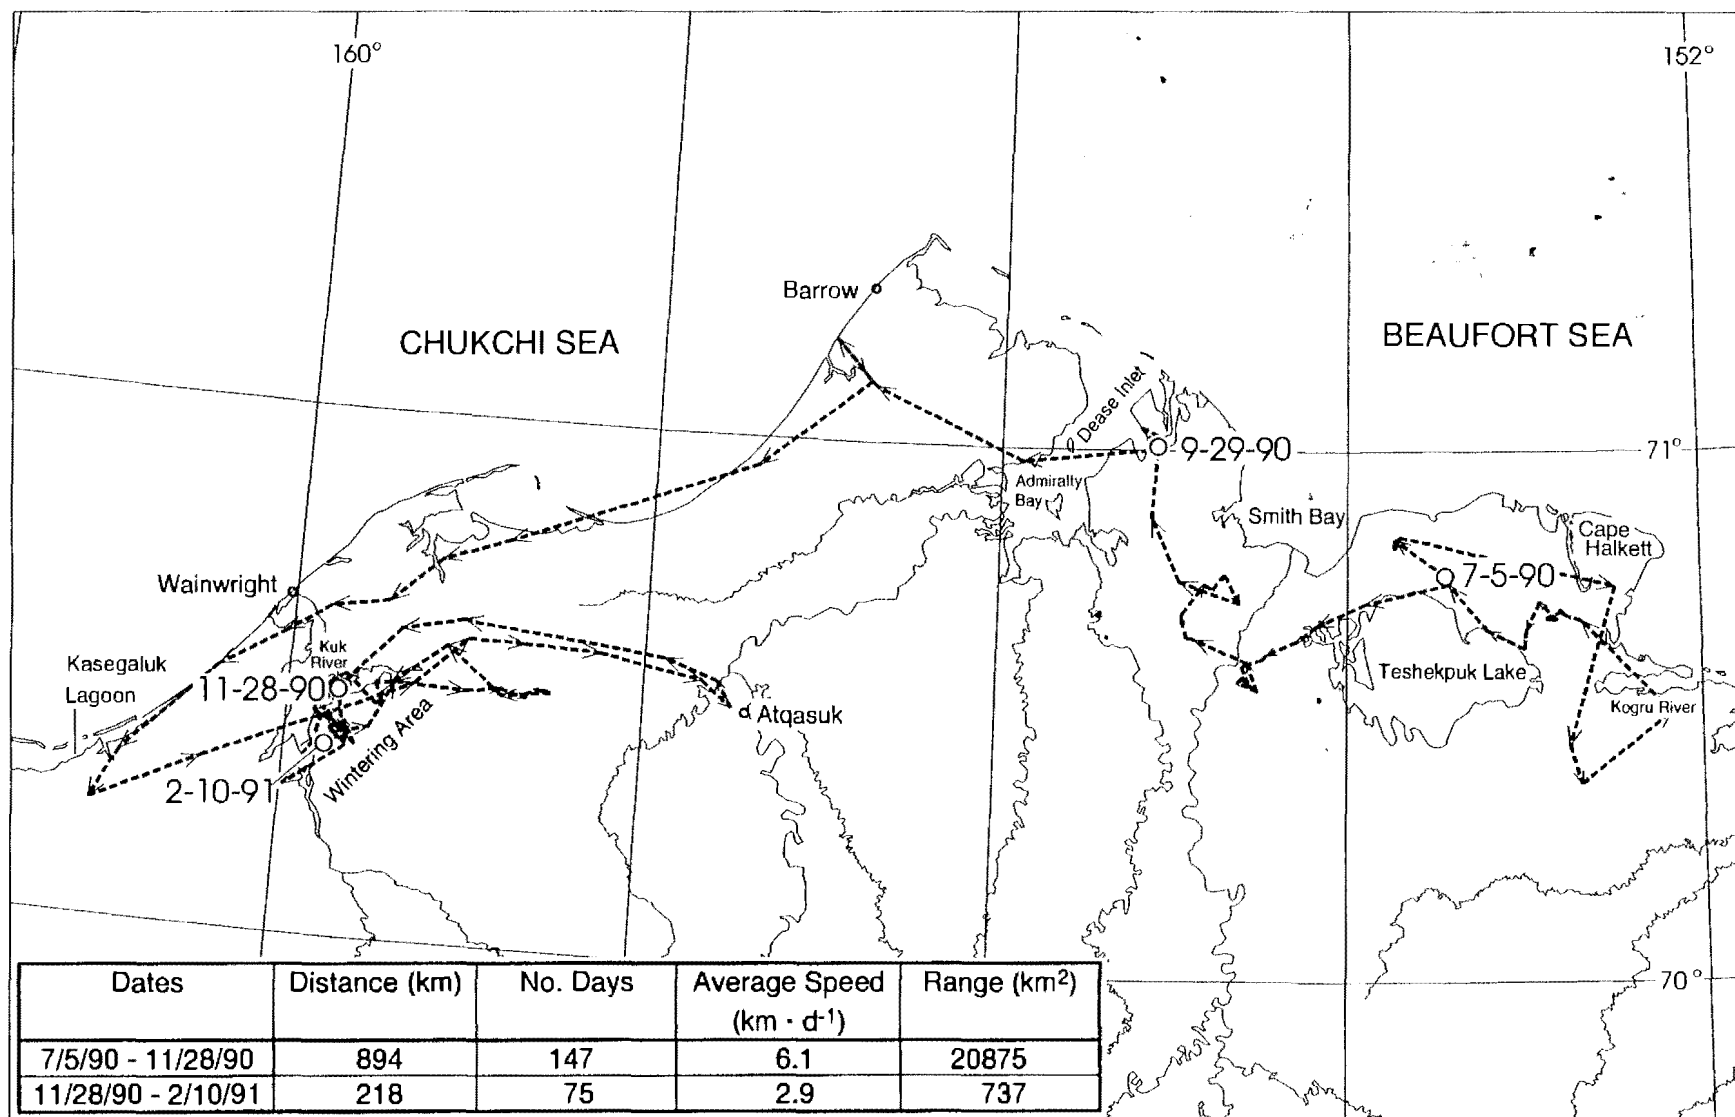 160°
152°
Barrow
CHUKCHI SEA
BEAUFORT SEA
Dease Inlet
9-29-90
71°
Admirally
Bay
Smith Bay
Cape
Halkett
7-5-90
Wainwright
Kuk
River
Kasegaluk
Lagoon
11-28-90
Teshekpuk Lake
Kogru River
Atqasuk
Wintering Area
2-10-91
70°
Dates Distance (km) No. Days Average Speed (km · d-1) Range (km²)
7/5/90 - 11/28/90 894 147 6.1 20875
11/28/90 - 2/10/91 218 75 2.9 737